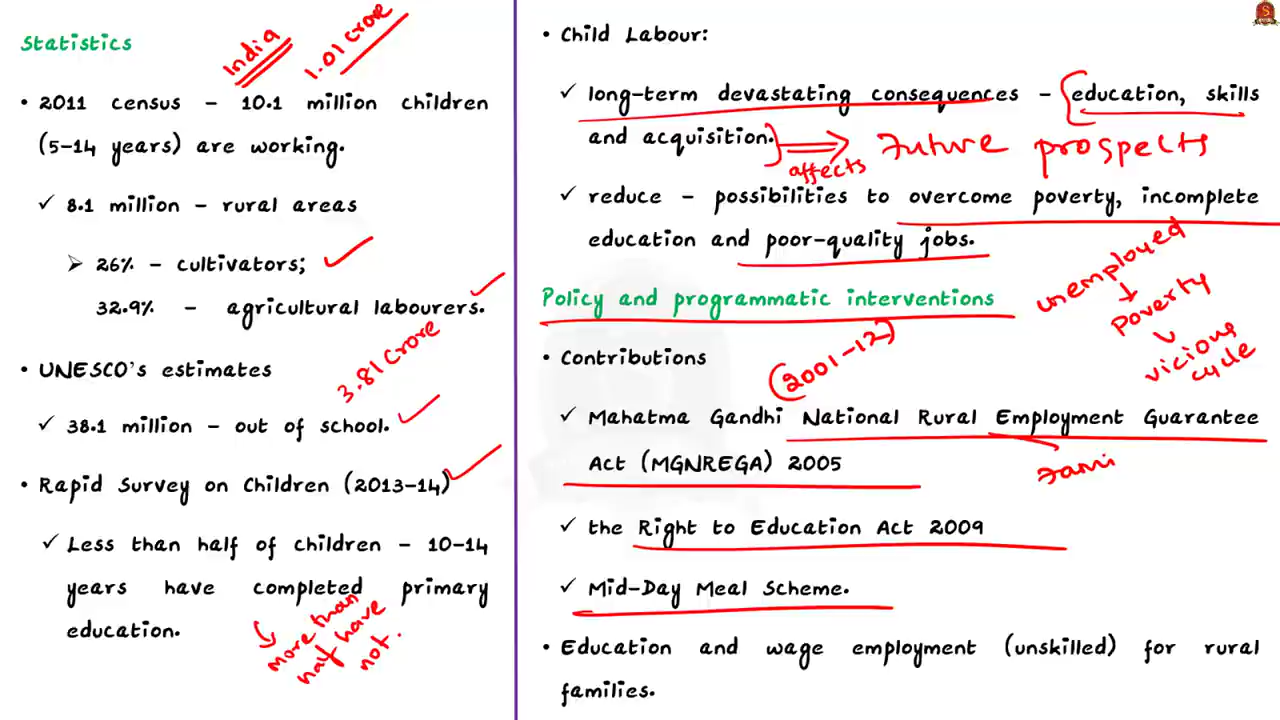 Statistics
India
1.01 crore
• 2011 census – 10.1 million children
(5-14 years) are working.
✓ 8.1 million – rural areas
➢ 26% – cultivators;
32.9% – agricultural labourers.
• UNESCO's estimates
3.81 crore
✓ 38.1 million – out of school.
• Rapid Survey on Children (2013-14)
✓ Less than half of children – 10-14
years have completed primary
education.
more than
half have
not.
• Child Labour:
✓ long-term devastating consequences – education, skills
and acquisition.
affects
Future prospects
✓ reduce – possibilities to overcome poverty, incomplete
education and poor-quality jobs.
unemployed
poverty
vicious
cycle
Policy and programmatic interventions
• Contributions
(2001-12)
✓ Mahatma Gandhi National Rural Employment Guarantee
Act (MGNREGA) 2005
Fami
✓ the Right to Education Act 2009
✓ Mid-Day Meal Scheme.
• Education and wage employment (unskilled) for rural
families.